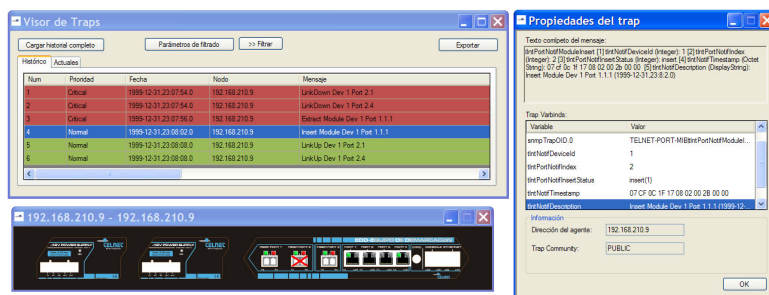 Visor de Traps
Cargar historial completo
Parámetros de filtrado
>> Filtrar
Exportar
Histórico
Actuales
Num Prioridad Fecha Nodo Mensaje
1 Critical 1999-12-31,23:07:54.0 192.168.210.9 LinkDown Dev 1 Port 2.1
2 Critical 1999-12-31,23:07:54.0 192.168.210.9 LinkDown Dev 1 Port 2.4
3 Critical 1999-12-31,23:07:56.0 192.168.210.9 Extract Module Dev 1 Port 1.1.1
4 Normal 1999-12-31,23:08:02.0 192.168.210.9 Insert Module Dev 1 Port 1.1.1
5 Normal 1999-12-31,23:07:58.0 192.168.210.9 LinkUp Dev 1 Port 2.1
6 Normal 1999-12-31,23:07:58.0 192.168.210.9 LinkUp Dev 1 Port 2.4
192.168.210.9 - 192.168.210.9
TELNET
TELNET
TELNET
Propiedades del trap
Texto completo del mensaje:
tlntPortNotifModuleInsert [1] tlntNotifDeviceId (Integer): 1 [2] tlntPortNotifIndex
(Integer): 2 [3] tlntPortNotifInsertStatus (Integer): insert [4] tlntNotifTimestamp (Octet
String): 07 cf 0c 1f 17 08 02 00 2b 00 00 [5] tlntNotifDescription (DisplayString):
Insert Module Dev 1 Port 1.1.1 (1999-12-31,23:8:2.0)
Trap Varbinds:
Variable Valor
snmpTrapOID.0 TELNET-PORT-MIB\tlntPortNotifModuleI...
tlntNotifDeviceId 1
tlntPortNotifIndex 2
tlntPortNotifInsertStatus insert(1)
tlntNotifTimestamp 07 CF 0C 1F 17 08 02 00 2B 00 00
tlntNotifDescription Insert Module Dev 1 Port 1.1.1 (1999-12-...
Información
Dirección del agente: 192.168.210.9
Trap Community: PUBLIC
OK